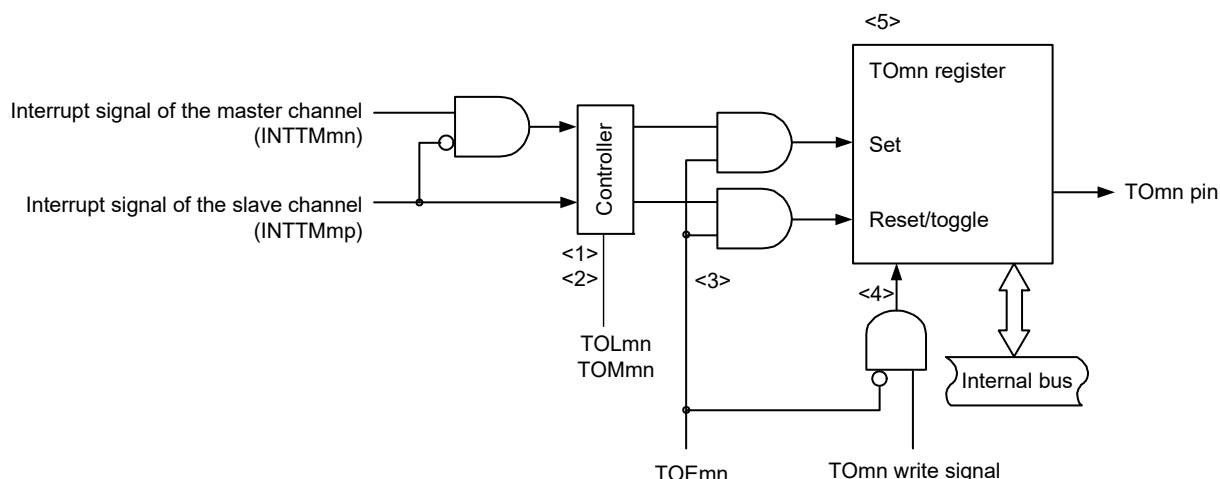 <5>
TOmn register
Interrupt signal of the master channel
(INTTMmn)
Set
Controller
TOmn pin
Interrupt signal of the slave channel
(INTTMmp)
Reset/toggle
<1>
<2>
<3>
<4>
TOLmn
TOMmn
Internal bus
TOEmn
TOmn write signal